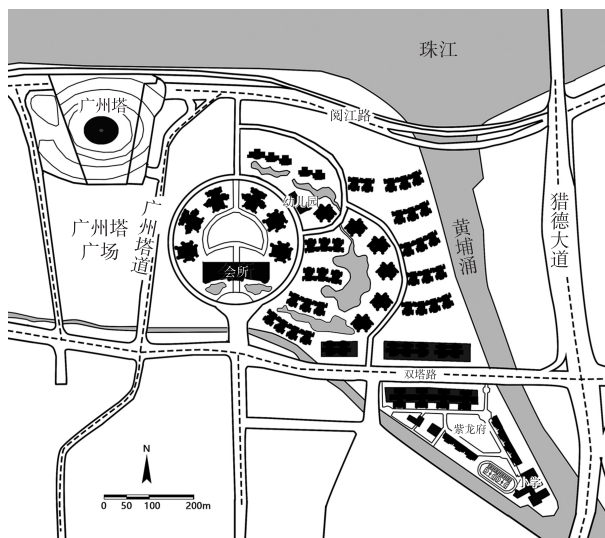 珠江
广州塔
阅江路
幼儿园
广州塔
广场
广州塔道
黄埔涌
猎德大道
会所
双塔路
紫龙府
小学
N
0 50 100 200m